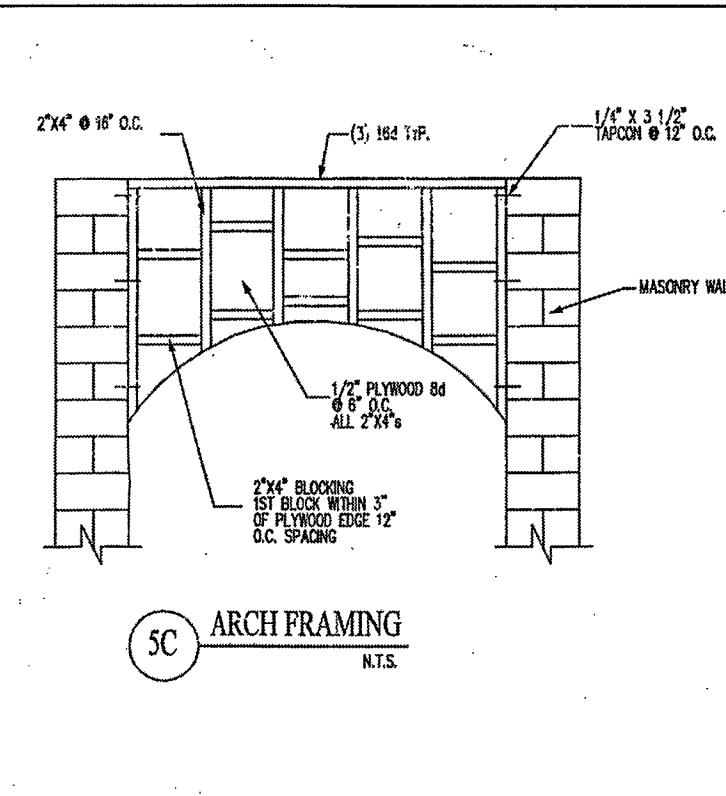 2"X4" @ 16" O.C.
(3) 16d TYP.
1/4" X 3 1/2"
TAPCON @ 12" O.C.
MASONRY WAL
1/2" PLYWOOD 8d
@ 6" O.C.
ALL 2"X4"s
2"X4" BLOCKING
1ST BLOCK WITHIN 3"
OF PLYWOOD EDGE 12"
O.C. SPACING
5C
ARCH FRAMING
N.T.S.